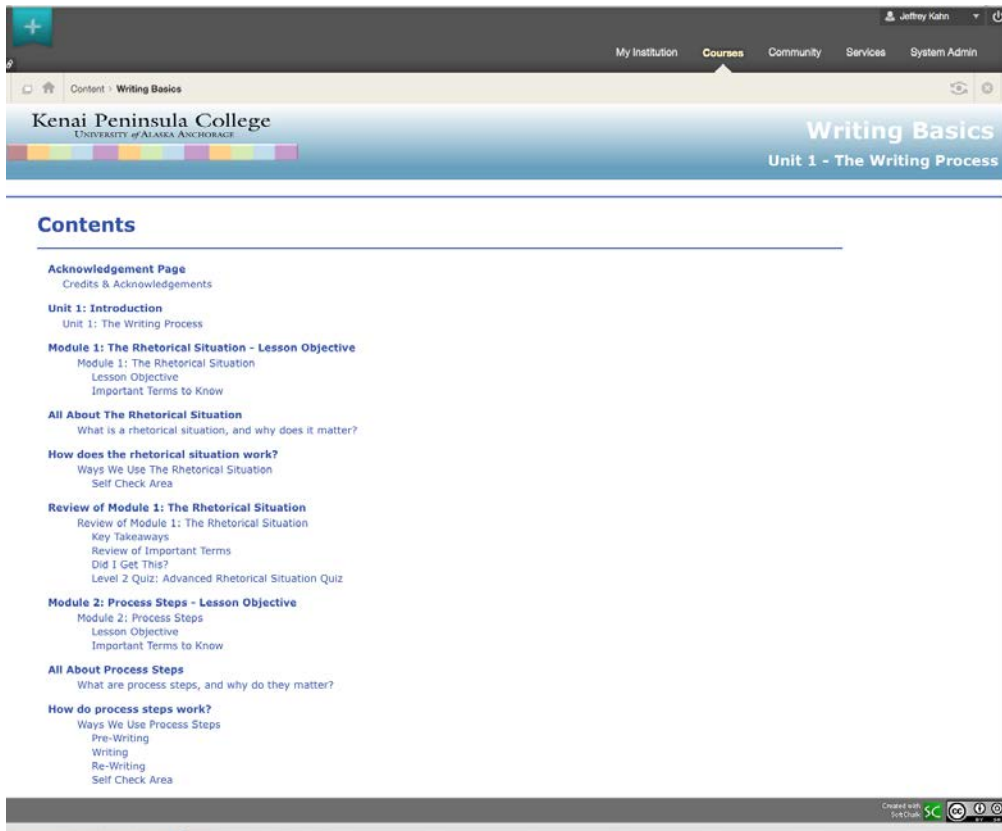 Jeffrey Kahn
My Institution Courses Community Services System Admin
Content > Writing Basics
Kenai Peninsula College
UNIVERSITY of ALASKA ANCHORAGE
Writing Basics
Unit 1 - The Writing Process
Contents
Acknowledgement Page
Credits & Acknowledgements
Unit 1: Introduction
Unit 1: The Writing Process
Module 1: The Rhetorical Situation - Lesson Objective
Module 1: The Rhetorical Situation
Lesson Objective
Important Terms to Know
All About The Rhetorical Situation
What is a rhetorical situation, and why does it matter?
How does the rhetorical situation work?
Ways We Use The Rhetorical Situation
Self Check Area
Review of Module 1: The Rhetorical Situation
Review of Module 1: The Rhetorical Situation
Key Takeaways
Review of Important Terms
Did I Get This?
Level 2 Quiz: Advanced Rhetorical Situation Quiz
Module 2: Process Steps - Lesson Objective
Module 2: Process Steps
Lesson Objective
Important Terms to Know
All About Process Steps
What are process steps, and why do they matter?
How do process steps work?
Ways We Use Process Steps
Pre-Writing
Writing
Re-Writing
Self Check Area
Created with
SoftChalk SC cc
BY